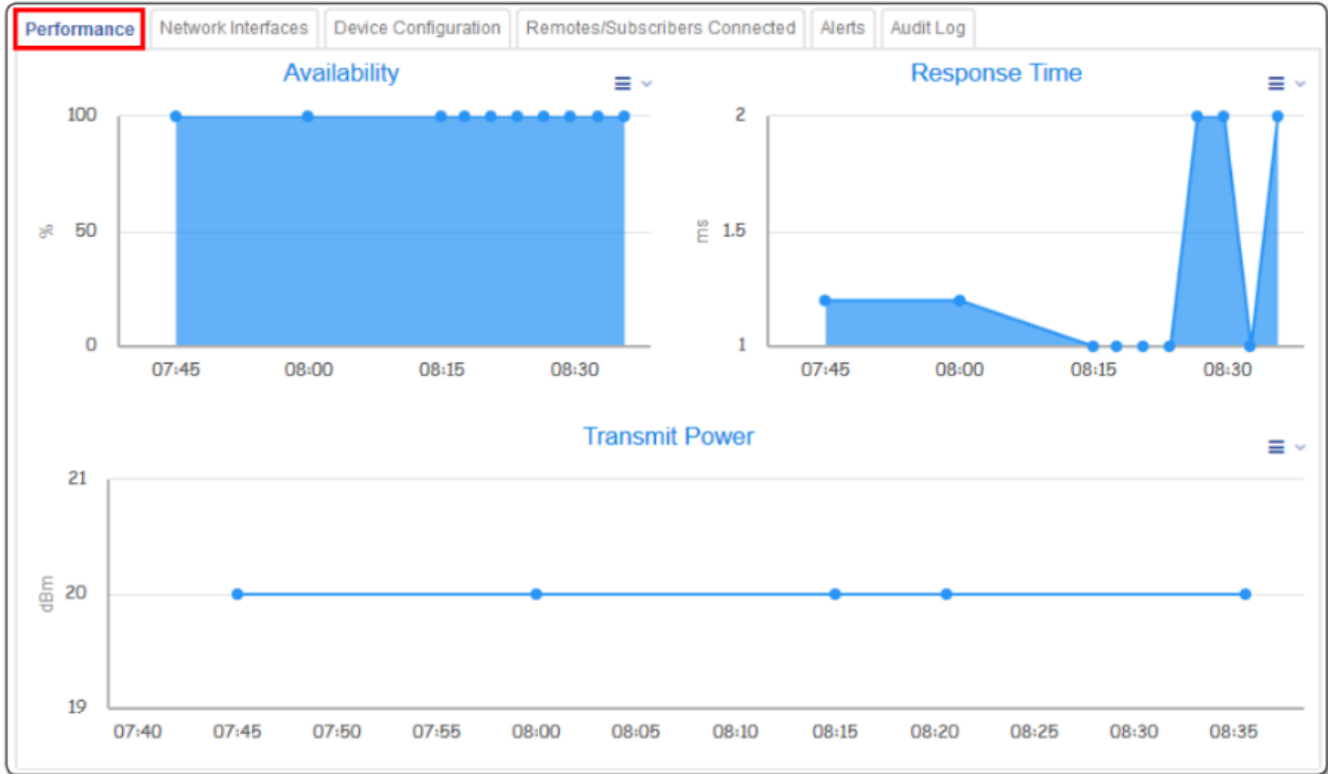 Performance Network Interfaces Device Configuration Remotes/Subscribers Connected Alerts Audit Log
Availability
100
50
0
%
07:45 08:00 08:15 08:30
Response Time
2
1.5
1
ms
07:45 08:00 08:15 08:30
Transmit Power
21
20
19
dBm
07:40 07:45 07:50 07:55 08:00 08:05 08:10 08:15 08:20 08:25 08:30 08:35